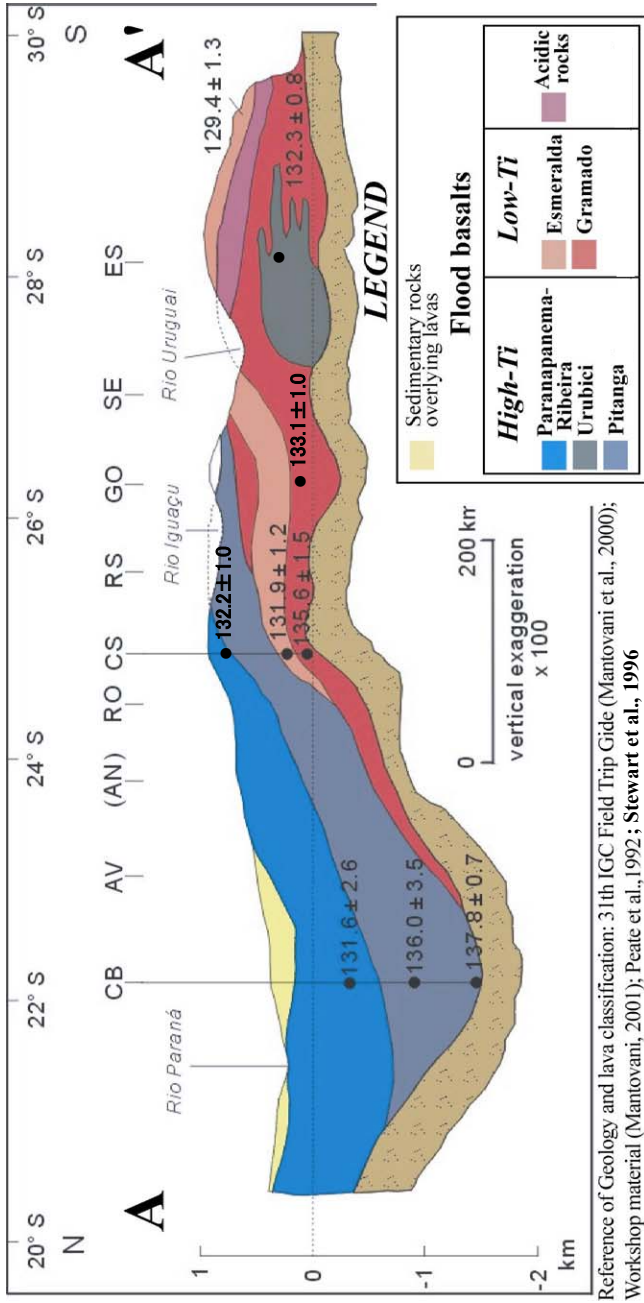 20° S 22° S 24° S 26° S 28° S 30° S
N S
A A'
CB AV (AN) RO CS RS GO SE ES
Rio Paraná
Rio Iguaçu
Rio Uruguai
129.4 ± 1.3
132.2 ± 1.0
132.3 ± 0.8
133.1 ± 1.0
131.9 ± 1.2
135.6 ± 1.5
131.6 ± 2.6
136.0 ± 3.5
137.8 ± 0.7
1
0
-1
-2
km
0 200 km
vertical exaggeration
x 100
LEGEND
Sedimentary rocks
overlying lavas
Flood basalts
High-Ti
Paranapanema-
Ribeira
Urubici
Pitanga
Low-Ti
Esmeralda
Gramado
Acidic
rocks
Reference of Geology and lava classification: 31th IGC Field Trip Gide (Mantovani et al., 2000);
Workshop material (Mantovani, 2001); Peate et al.,1992 ; Stewart et al., 1996